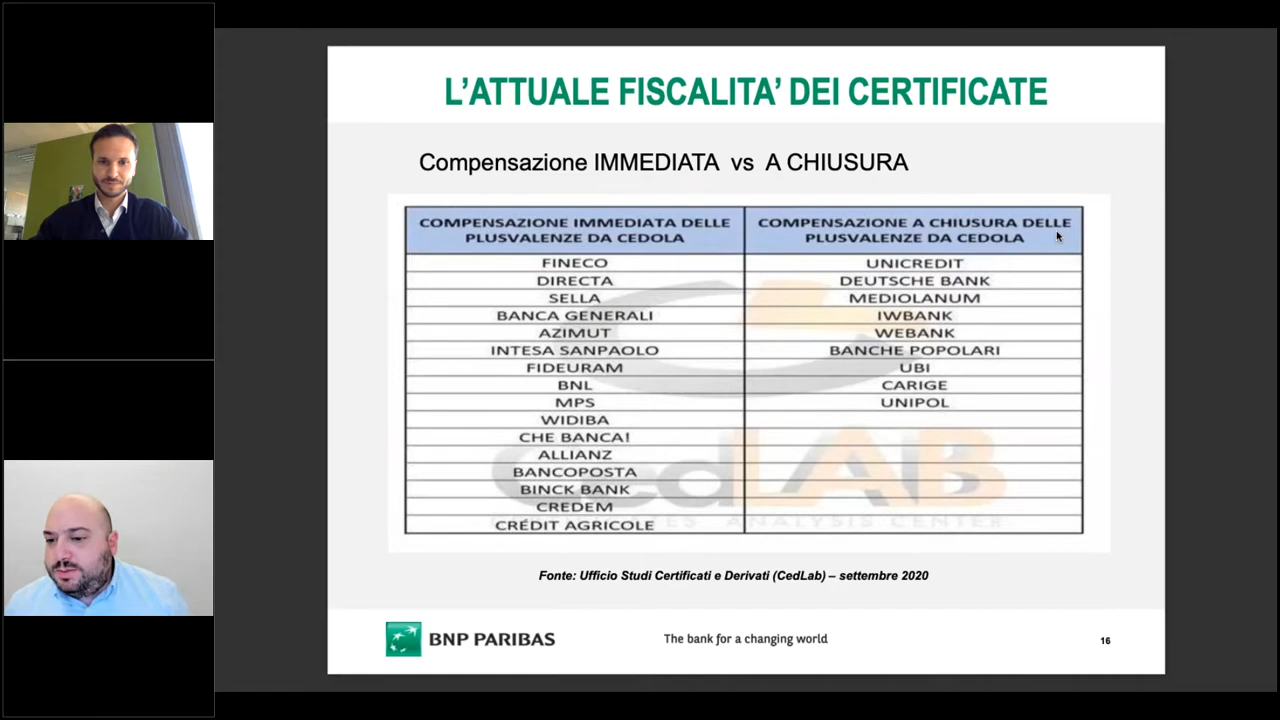 L'ATTUALE FISCALITA' DEI CERTIFICATE
Compensazione IMMEDIATA vs A CHIUSURA
COMPENSAZIONE IMMEDIATA DELLE
PLUSVALENZE DA CEDOLA
COMPENSAZIONE A CHIUSURA DELLE
PLUSVALENZE DA CEDOLA
FINECO
UNICREDIT
DIRECTA
DEUTSCHE BANK
SELLA
MEDIOLANUM
BANCA GENERALI
IWBANK
AZIMUT
WEBANK
INTESA SANPAOLO
BANCHE POPOLARI
FIDEURAM
UBI
BNL
CARIGE
MPS
UNIPOL
WIDIBA
CHE BANCA!
ALLIANZ
BANCOPOSTA
BINCK BANK
CREDEM
CRÉDIT AGRICOLE
CedLAB
ANALYSIS CENTER
Fonte: Ufficio Studi Certificati e Derivati (CedLab) – settembre 2020
BNP PARIBAS
The bank for a changing world
16